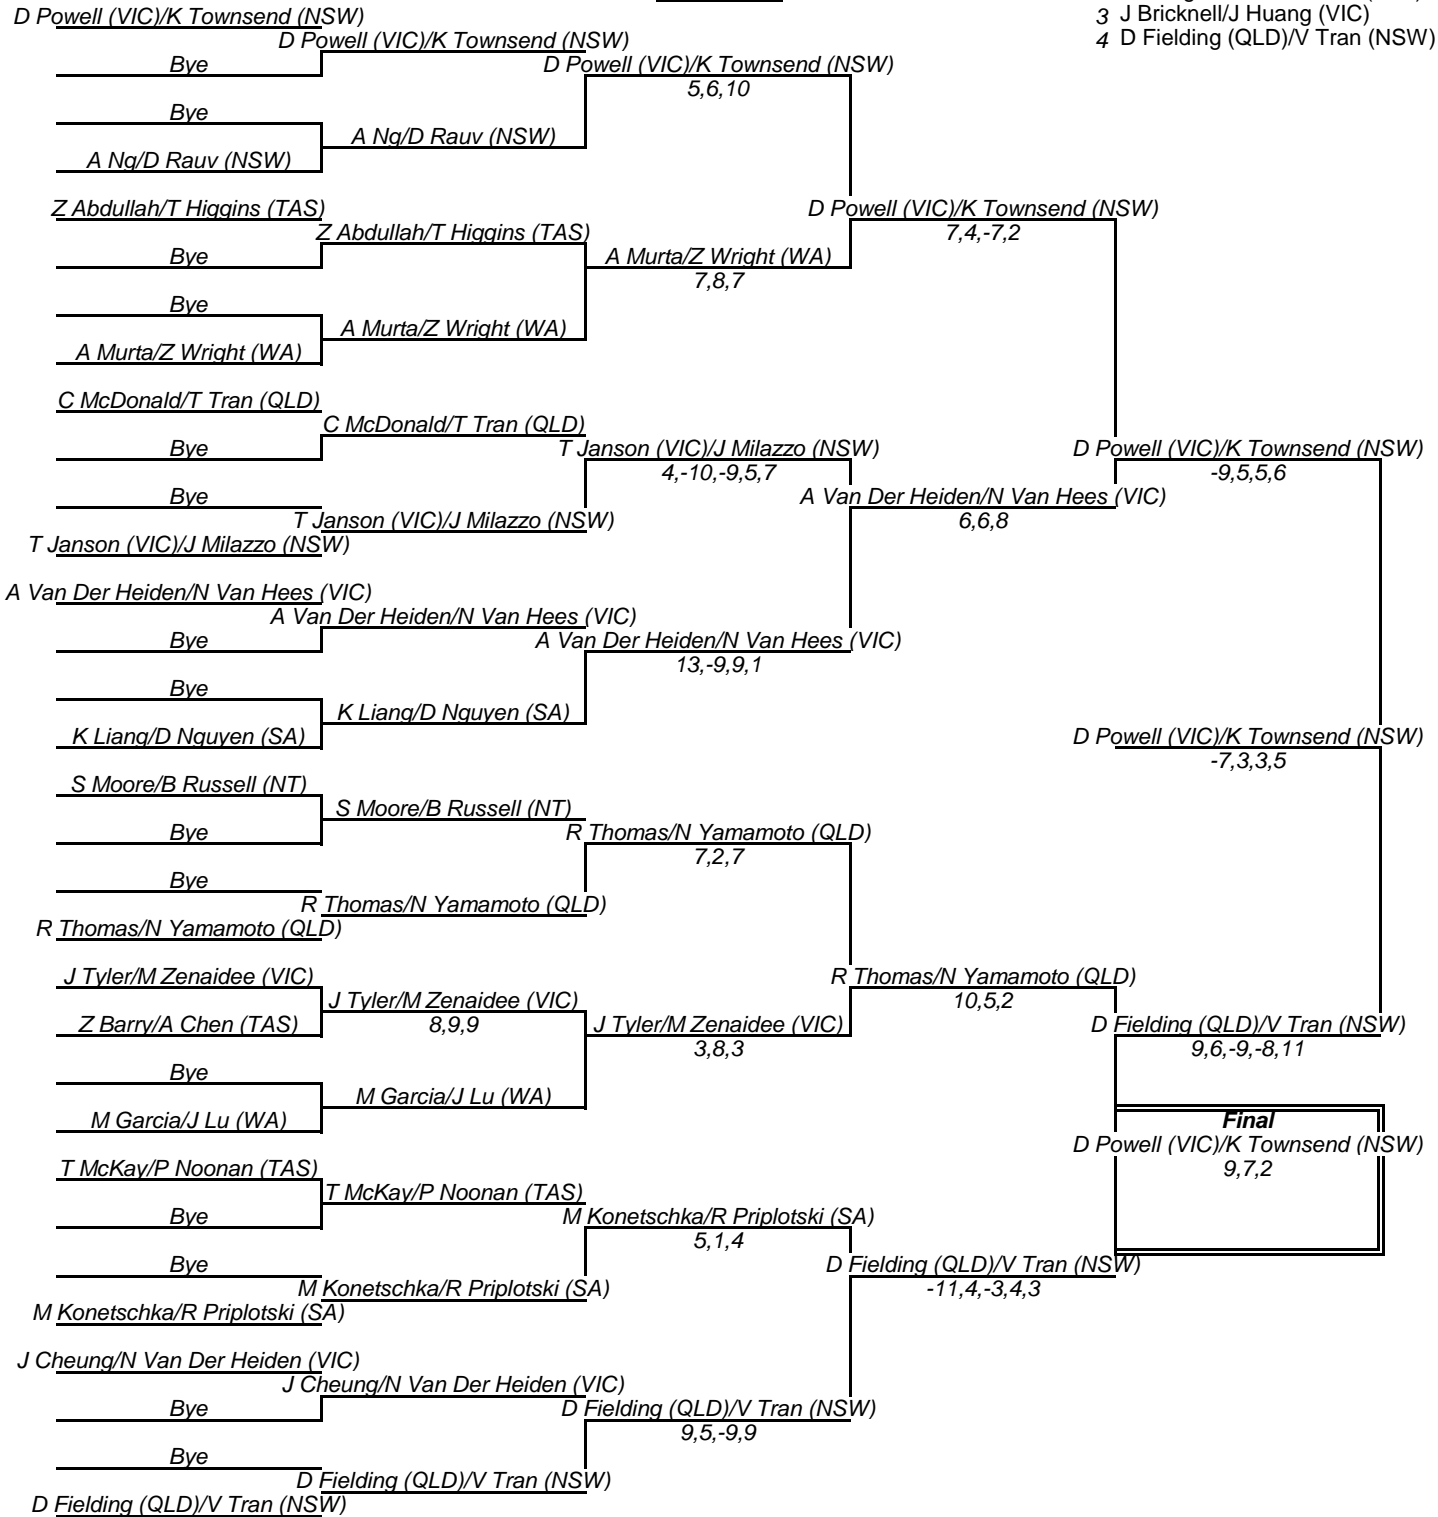 3 J Bricknell/J Huang (VIC)
4 D Fielding (QLD)/V Tran (NSW)
D Powell (VIC)/K Townsend (NSW)
D Powell (VIC)/K Townsend (NSW)
Bye
D Powell (VIC)/K Townsend (NSW)
5,6,10
Bye
A Ng/D Rauv (NSW)
A Ng/D Rauv (NSW)
Z Abdullah/T Higgins (TAS)
D Powell (VIC)/K Townsend (NSW)
7,4,-7,2
Z Abdullah/T Higgins (TAS)
Bye
A Murta/Z Wright (WA)
7,8,7
Bye
A Murta/Z Wright (WA)
A Murta/Z Wright (WA)
C McDonald/T Tran (QLD)
C McDonald/T Tran (QLD)
Bye
T Janson (VIC)/J Milazzo (NSW)
4,-10,-9,5,7
D Powell (VIC)/K Townsend (NSW)
-9,5,5,6
Bye
A Van Der Heiden/N Van Hees (VIC)
6,6,8
T Janson (VIC)/J Milazzo (NSW)
T Janson (VIC)/J Milazzo (NSW)
A Van Der Heiden/N Van Hees (VIC)
A Van Der Heiden/N Van Hees (VIC)
Bye
A Van Der Heiden/N Van Hees (VIC)
13,-9,9,1
Bye
K Liang/D Nguyen (SA)
K Liang/D Nguyen (SA)
D Powell (VIC)/K Townsend (NSW)
-7,3,3,5
S Moore/B Russell (NT)
S Moore/B Russell (NT)
Bye
R Thomas/N Yamamoto (QLD)
7,2,7
Bye
R Thomas/N Yamamoto (QLD)
R Thomas/N Yamamoto (QLD)
J Tyler/M Zenaidee (VIC)
R Thomas/N Yamamoto (QLD)
10,5,2
J Tyler/M Zenaidee (VIC)
8,9,9
Z Barry/A Chen (TAS)
J Tyler/M Zenaidee (VIC)
3,8,3
D Fielding (QLD)/V Tran (NSW)
9,6,-9,-8,11
Bye
M Garcia/J Lu (WA)
M Garcia/J Lu (WA)
Final
D Powell (VIC)/K Townsend (NSW)
9,7,2
T McKay/P Noonan (TAS)
T McKay/P Noonan (TAS)
Bye
M Konetschka/R Priplotski (SA)
5,1,4
Bye
D Fielding (QLD)/V Tran (NSW)
-11,4,-3,4,3
M Konetschka/R Priplotski (SA)
M Konetschka/R Priplotski (SA)
J Cheung/N Van Der Heiden (VIC)
J Cheung/N Van Der Heiden (VIC)
Bye
D Fielding (QLD)/V Tran (NSW)
9,5,-9,9
Bye
D Fielding (QLD)/V Tran (NSW)
D Fielding (QLD)/V Tran (NSW)